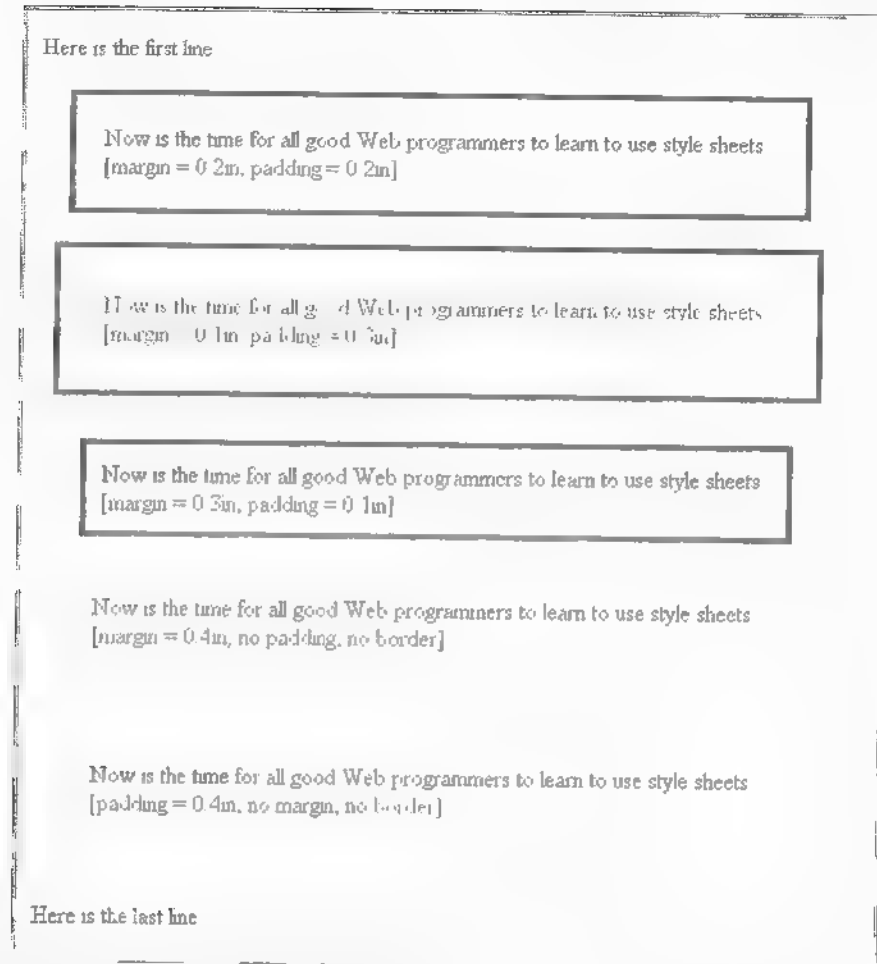 Here is the first line
Now is the time for all good Web programmers to learn to use style sheets
[margin = 0.2in, padding = 0.2in]
Now is the time for all good Web programmers to learn to use style sheets
[margin = 0.1in, padding = 0.3in]
Now is the time for all good Web programmers to learn to use style sheets
[margin = 0.3in, padding = 0.1in]
Now is the time for all good Web programmers to learn to use style sheets
[margin = 0.4in, no padding, no border]
Now is the time for all good Web programmers to learn to use style sheets
[padding = 0.4in, no margin, no border]
Here is the last line